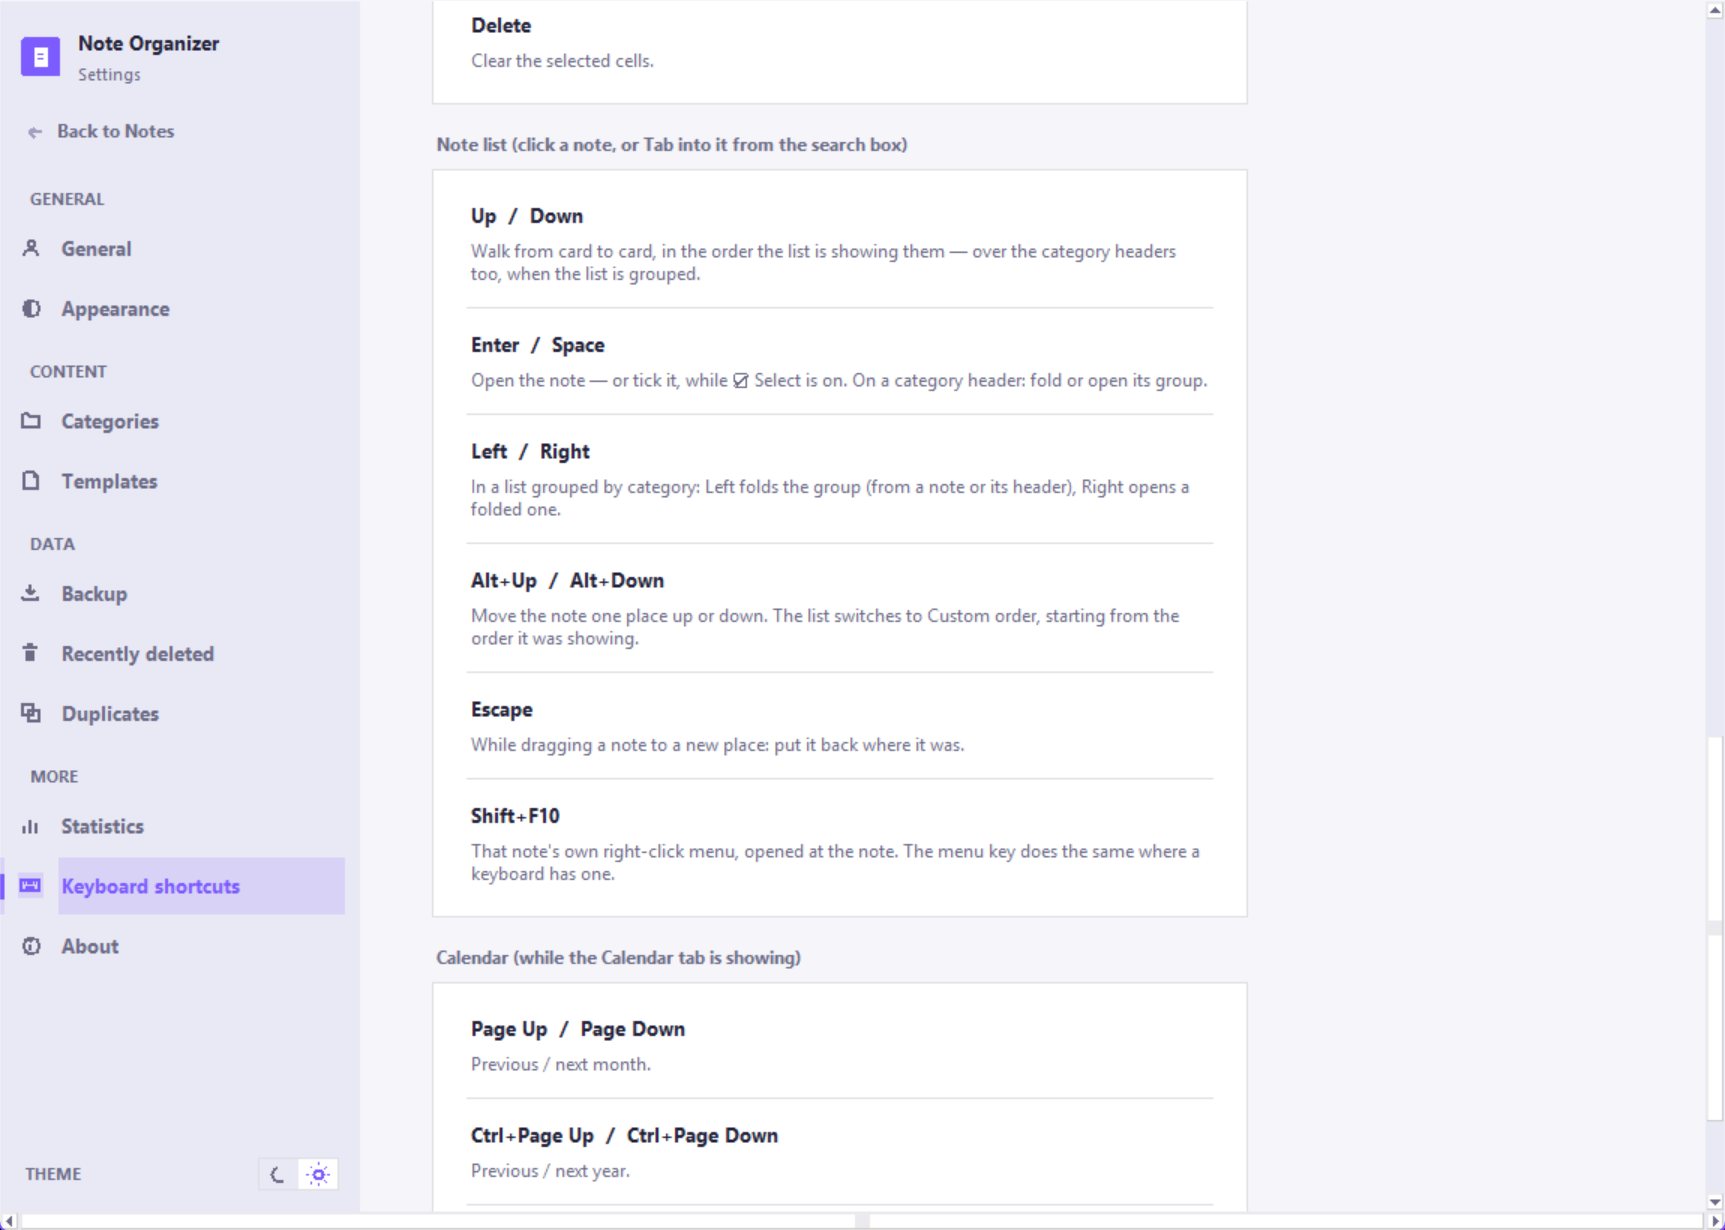 Note Organizer
Settings
Back to Notes
GENERAL
General
Appearance
CONTENT
Categories
Templates
DATA
Backup
Recently deleted
Duplicates
MORE
Statistics
Keyboard shortcuts
About
THEME
Delete
Clear the selected cells.
Note list (click a note, or Tab into it from the search box)
Up / Down
Walk from card to card, in the order the list is showing them — over the category headers
too, when the list is grouped.
Enter / Space
Open the note — or tick it, while ☑ Select is on. On a category header: fold or open its group.
Left / Right
In a list grouped by category: Left folds the group (from a note or its header), Right opens a
folded one.
Alt+Up / Alt+Down
Move the note one place up or down. The list switches to Custom order, starting from the
order it was showing.
Escape
While dragging a note to a new place: put it back where it was.
Shift+F10
That note's own right-click menu, opened at the note. The menu key does the same where a
keyboard has one.
Calendar (while the Calendar tab is showing)
Page Up / Page Down
Previous / next month.
Ctrl+Page Up / Ctrl+Page Down
Previous / next year.